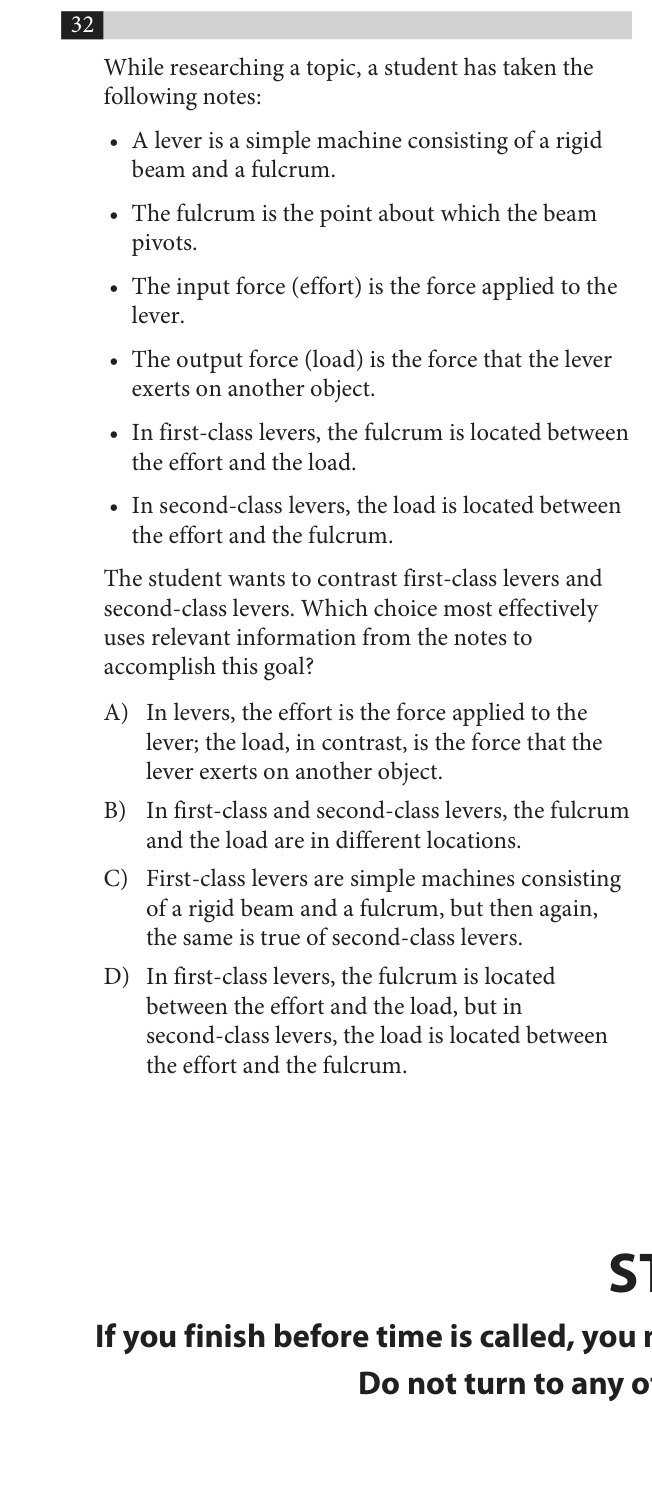 32
While researching a topic, a student has taken the
following notes:
• A lever is a simple machine consisting of a rigid
beam and a fulcrum.
• The fulcrum is the point about which the beam
pivots.
• The input force (effort) is the force applied to the
lever.
• The output force (load) is the force that the lever
exerts on another object.
• In first-class levers, the fulcrum is located between
the effort and the load.
• In second-class levers, the load is located between
the effort and the fulcrum.
The student wants to contrast first-class levers and
second-class levers. Which choice most effectively
uses relevant information from the notes to
accomplish this goal?
A) In levers, the effort is the force applied to the
lever; the load, in contrast, is the force that the
lever exerts on another object.
B) In first-class and second-class levers, the fulcrum
and the load are in different locations.
C) First-class levers are simple machines consisting
of a rigid beam and a fulcrum, but then again,
the same is true of second-class levers.
D) In first-class levers, the fulcrum is located
between the effort and the load, but in
second-class levers, the load is located between
the effort and the fulcrum.
If you finish before time is called, you
Do not turn to any